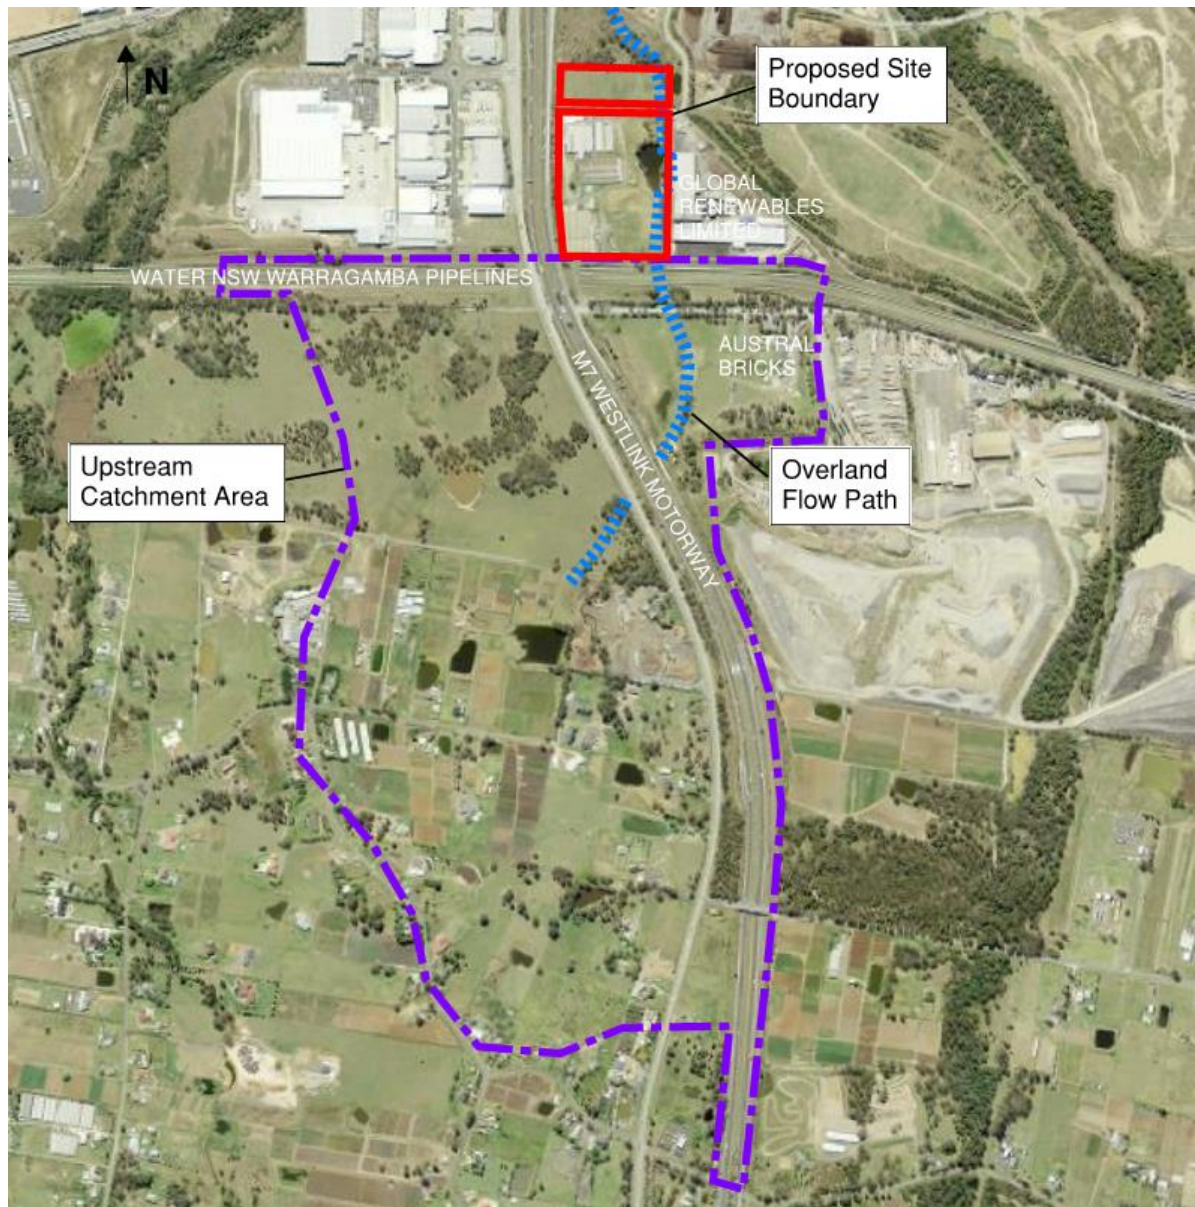 N
Proposed Site
Boundary
GLOBAL
RENEWABLES
LIMITED
WATER NSW WARRAGAMBA PIPELINES
AUSTRAL
BRICKS
M7 WESTLINK MOTORWAY
Upstream
Catchment Area
Overland
Flow Path